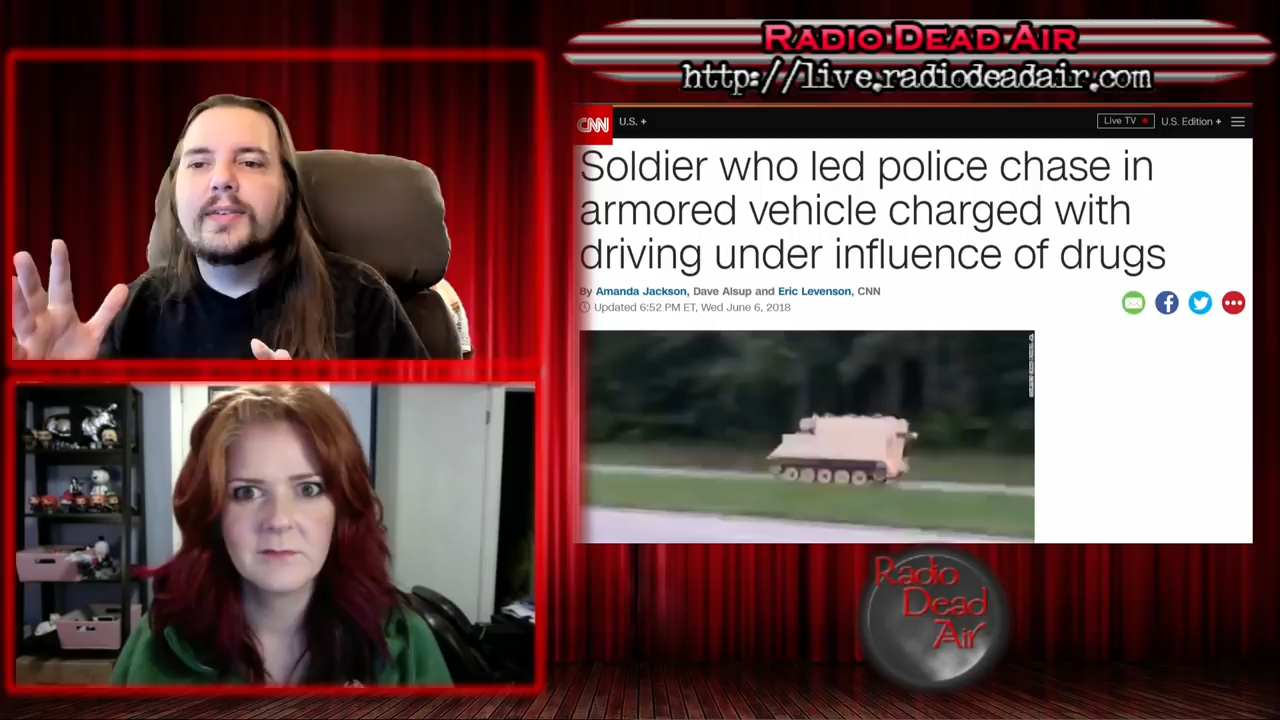 Radio Dead Air
http://live.radiodeadair.com
CNN
U.S. +
Live TV
U.S. Edition +
Soldier who led police chase in
armored vehicle charged with
driving under influence of drugs
By Amanda Jackson, Dave Alsup and Eric Levenson, CNN
Updated 6:52 PM ET, Wed June 6, 2018
Radio
Dead
Air